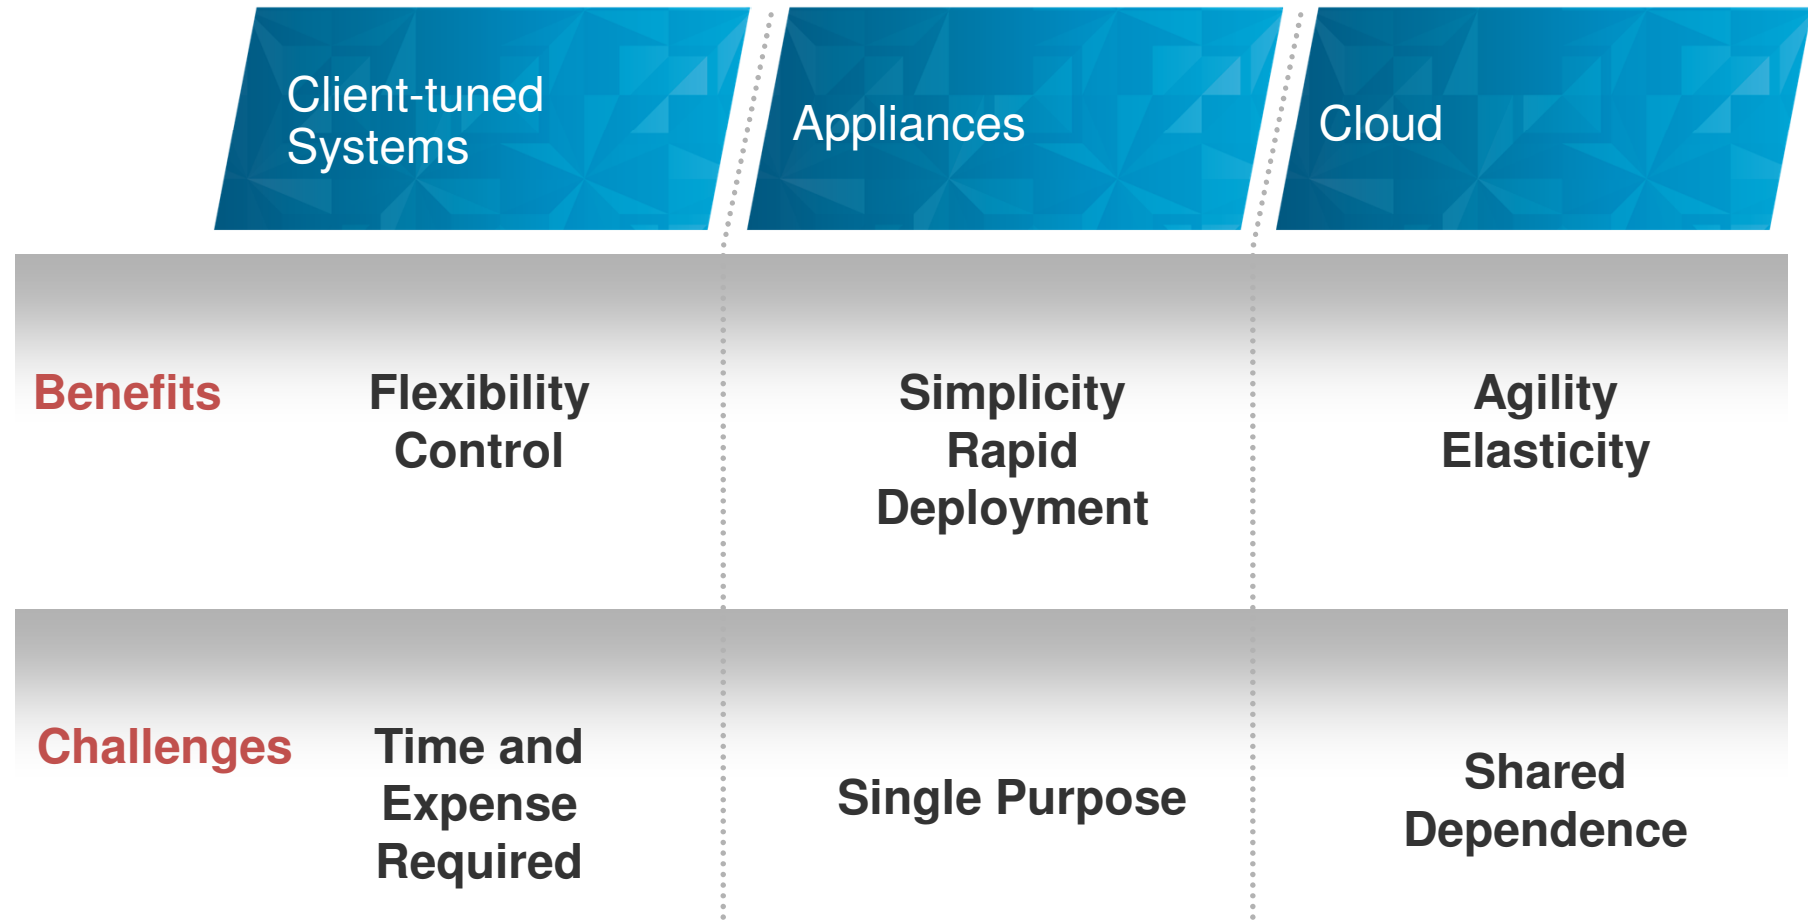 Client-tuned
Systems
Appliances
Cloud
Benefits
Flexibility
Control
Simplicity
Rapid
Deployment
Agility
Elasticity
Challenges
Time and
Expense
Required
Single Purpose
Shared
Dependence